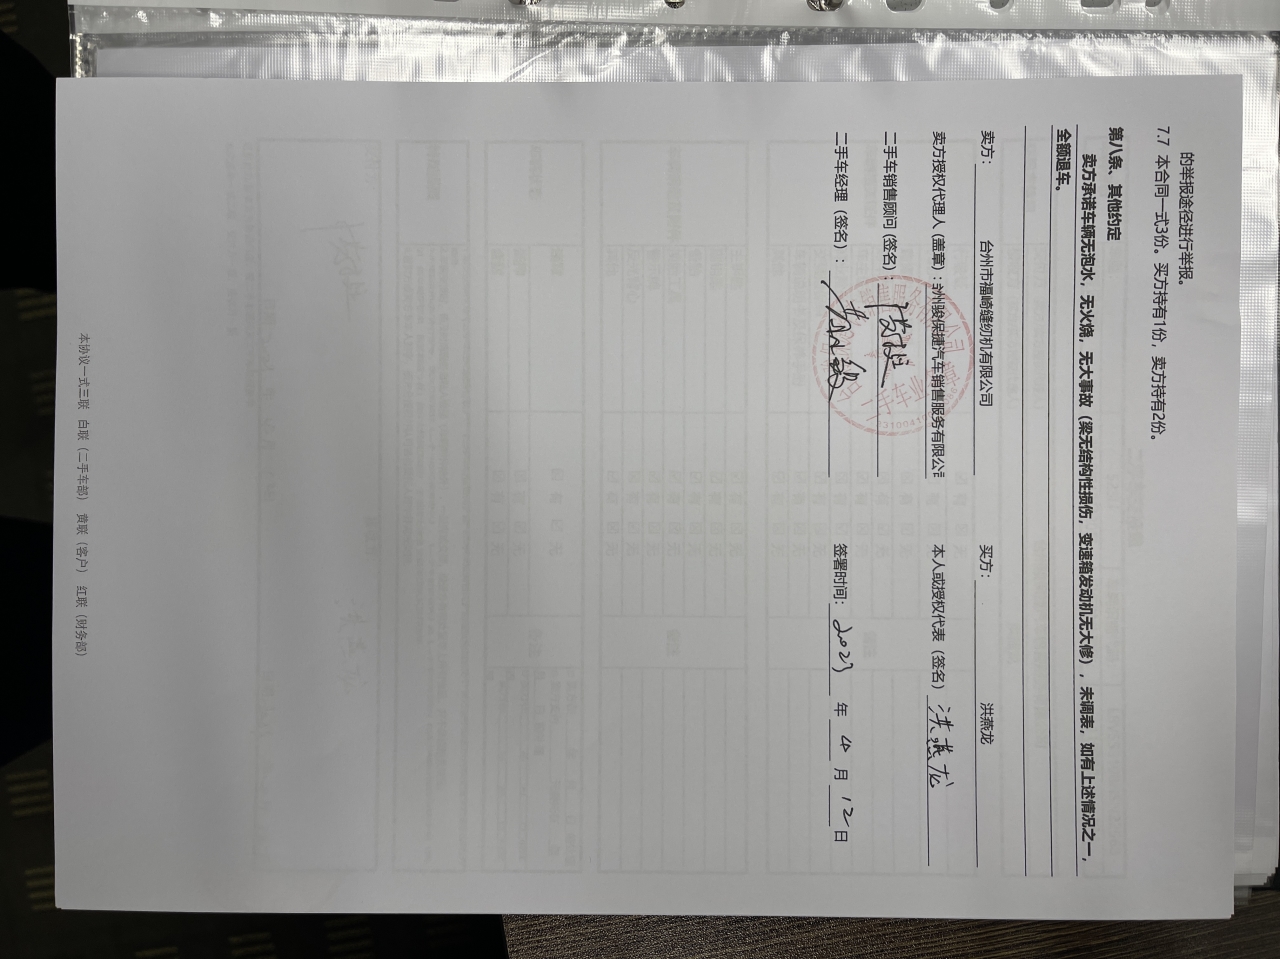 的举报途径进行举报。
7.7 本合同一式3份。买方持有1份，卖方持有2份。
第八条、其他约定
卖方承诺车辆无泡水，无火烧，无大事故（梁无结构性损伤，变速箱发动机无大修），未调表，如有上述情况之一，
全额退车。
卖方： 台州市福崎缝纫机有限公司 买方： 洪燕龙
卖方授权代理人（盖章）：台州骏保捷汽车销售服务有限公司 本人或授权代表（签名） 洪燕龙
二手车销售顾问（签名）：
二手车经理（签名）： 签署时间： 2023 年 4 月 12 日
本协议一式三联 白联（二手车部） 黄联（客户） 红联（财务部）